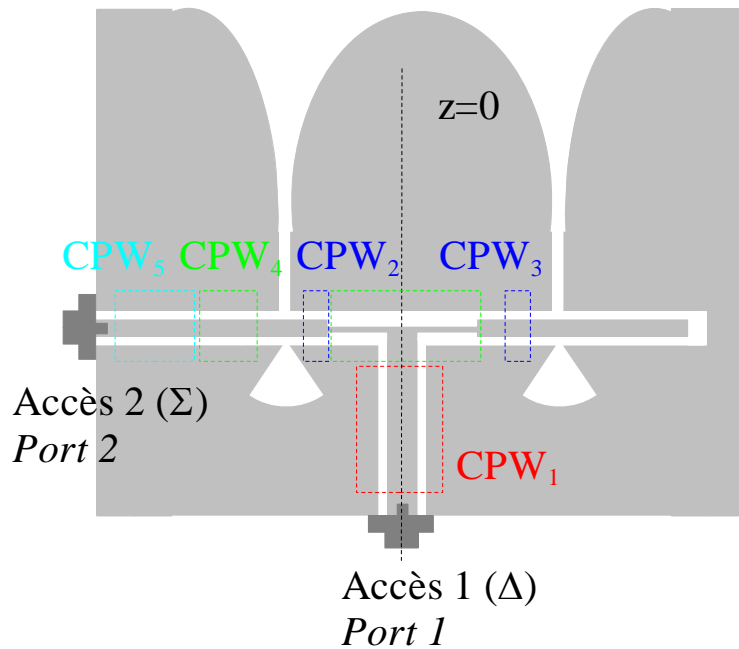 z=0
CPW₅ CPW₄ CPW₂ CPW₃
Accès 2 (Σ)
Port 2
CPW₁
Accès 1 (Δ)
Port 1